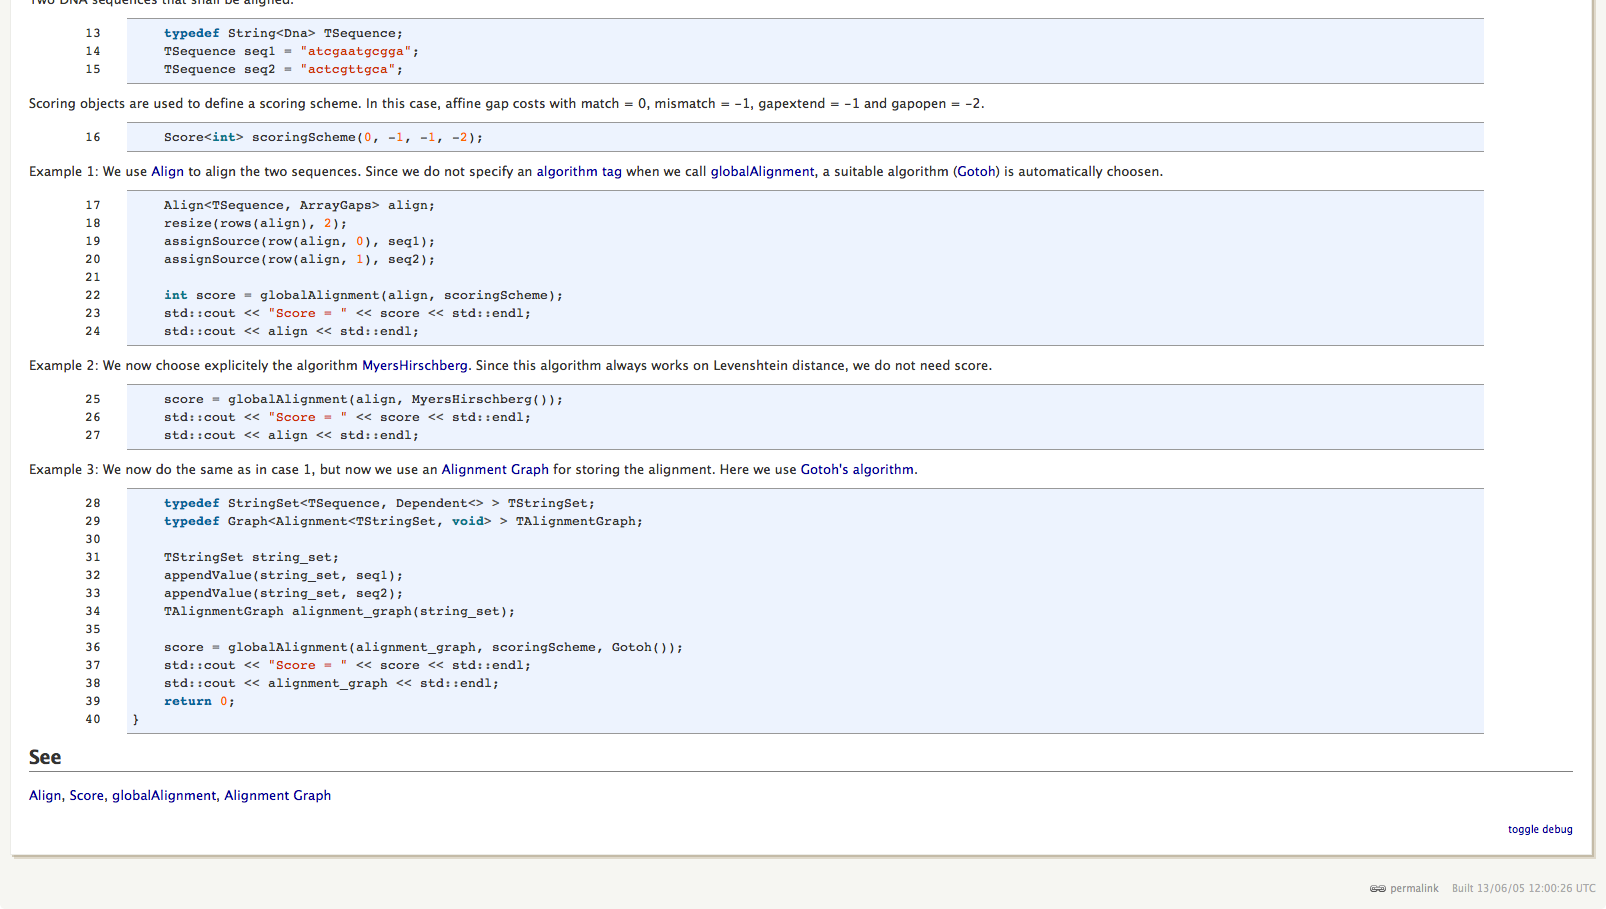 Two DNA sequences that shall be aligned.
13 typedef String<Dna> TSequence;
14 TSequence seq1 = "atcgaatgcgga";
15 TSequence seq2 = "actcgttgca";
Scoring objects are used to define a scoring scheme. In this case, affine gap costs with match = 0, mismatch = -1, gapextend = -1 and gapopen = -2.
16 Score<int> scoringScheme(0, -1, -1, -2);
Example 1: We use Align to align the two sequences. Since we do not specify an algorithm tag when we call globalAlignment, a suitable algorithm (Gotoh) is automatically choosen.
17 Align<TSequence, ArrayGaps> align;
18 resize(rows(align), 2);
19 assignSource(row(align, 0), seq1);
20 assignSource(row(align, 1), seq2);
21
22 int score = globalAlignment(align, scoringScheme);
23 std::cout << "Score = " << score << std::endl;
24 std::cout << align << std::endl;
Example 2: We now choose explicitely the algorithm MyersHirschberg. Since this algorithm always works on Levenshtein distance, we do not need score.
25 score = globalAlignment(align, MyersHirschberg());
26 std::cout << "Score = " << score << std::endl;
27 std::cout << align << std::endl;
Example 3: We now do the same as in case 1, but now we use an Alignment Graph for storing the alignment. Here we use Gotoh's algorithm.
28 typedef StringSet<TSequence, Dependent<> > TStringSet;
29 typedef Graph<Alignment<TStringSet, void> > TAlignmentGraph;
30
31 TStringSet string_set;
32 appendValue(string_set, seq1);
33 appendValue(string_set, seq2);
34 TAlignmentGraph alignment_graph(string_set);
35
36 score = globalAlignment(alignment_graph, scoringScheme, Gotoh());
37 std::cout << "Score = " << score << std::endl;
38 std::cout << alignment_graph << std::endl;
39 return 0;
40 }
See
Align, Score, globalAlignment, Alignment Graph
toggle debug
permalink Built 13/06/05 12:00:26 UTC